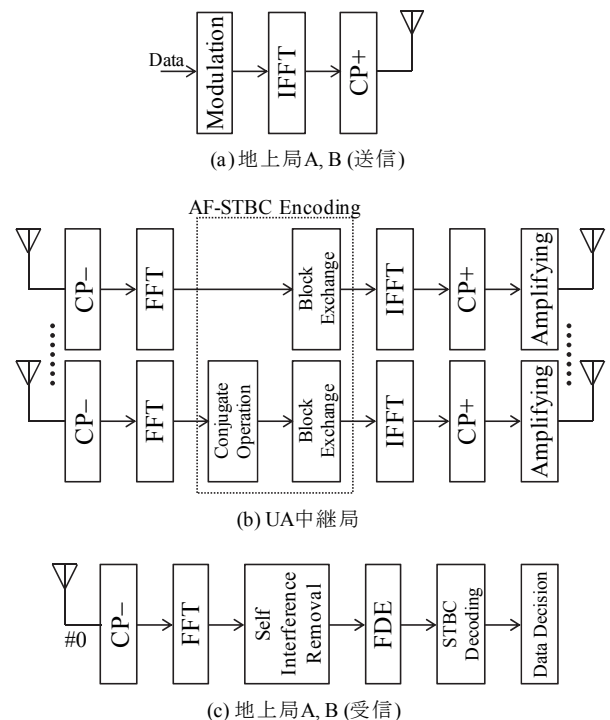 Data
Modulation
IFFT
CP+
(a) 地上局A, B (送信)
AF-STBC Encoding
CP−
FFT
Block
Exchange
IFFT
CP+
Amplifying
CP−
FFT
Conjugate
Operation
Block
Exchange
IFFT
CP+
Amplifying
(b) UA中継局
#0
CP−
FFT
Self
Interference
Removal
FDE
STBC
Decoding
Data Decision
(c) 地上局A, B (受信)